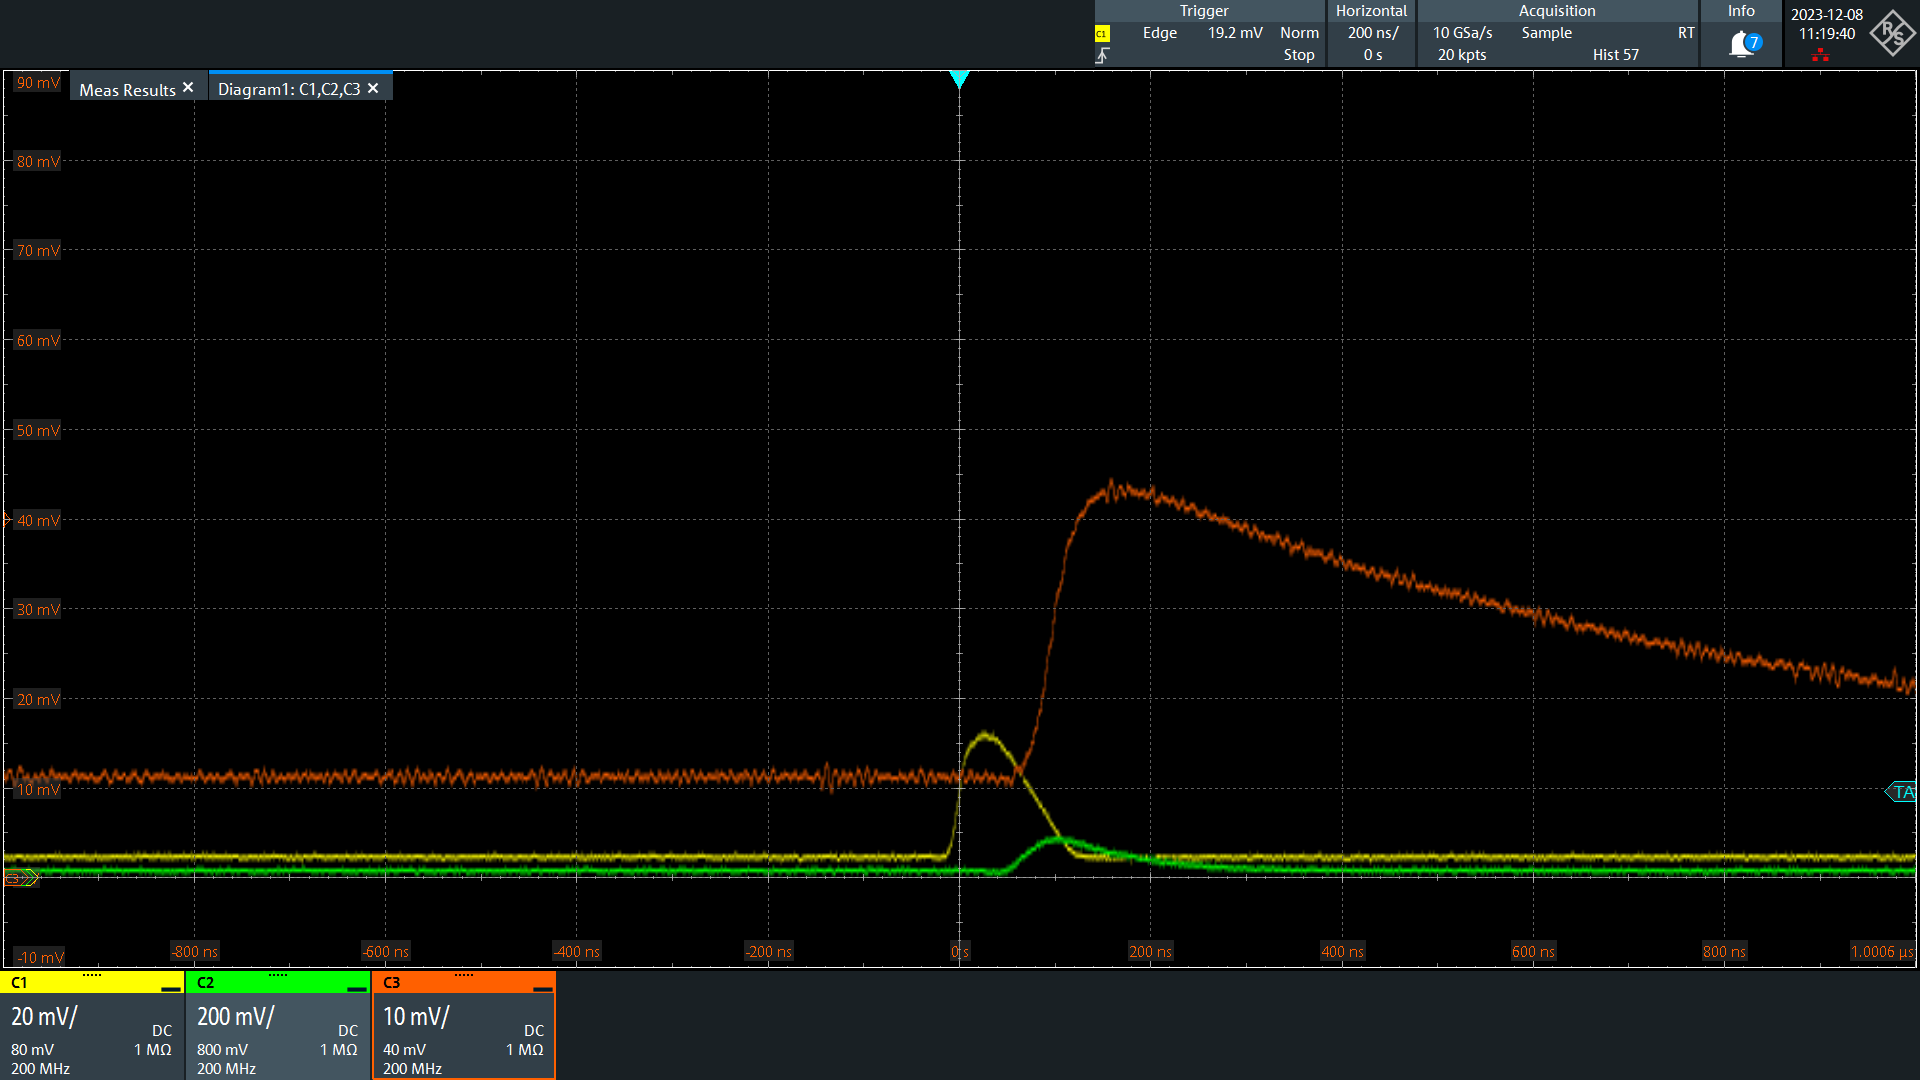 Trigger
C1 Edge 19.2 mV Norm
Stop
Horizontal
200 ns/
0 s
Acquisition
10 GSa/s Sample RT
20 kpts Hist 57
Info
7
2023-12-08
11:19:40
R&S
Meas Results ✕ Diagram1: C1,C2,C3 ✕
90 mV
80 mV
70 mV
60 mV
50 mV
40 mV
30 mV
20 mV
10 mV
TA
C3
-10 mV
-800 ns -600 ns -400 ns -200 ns 0 s 200 ns 400 ns 600 ns 800 ns 1.0006 µs
C1
20 mV/
DC
80 mV 1 MΩ
200 MHz
C2
200 mV/
DC
800 mV 1 MΩ
200 MHz
C3
10 mV/
DC
40 mV 1 MΩ
200 MHz